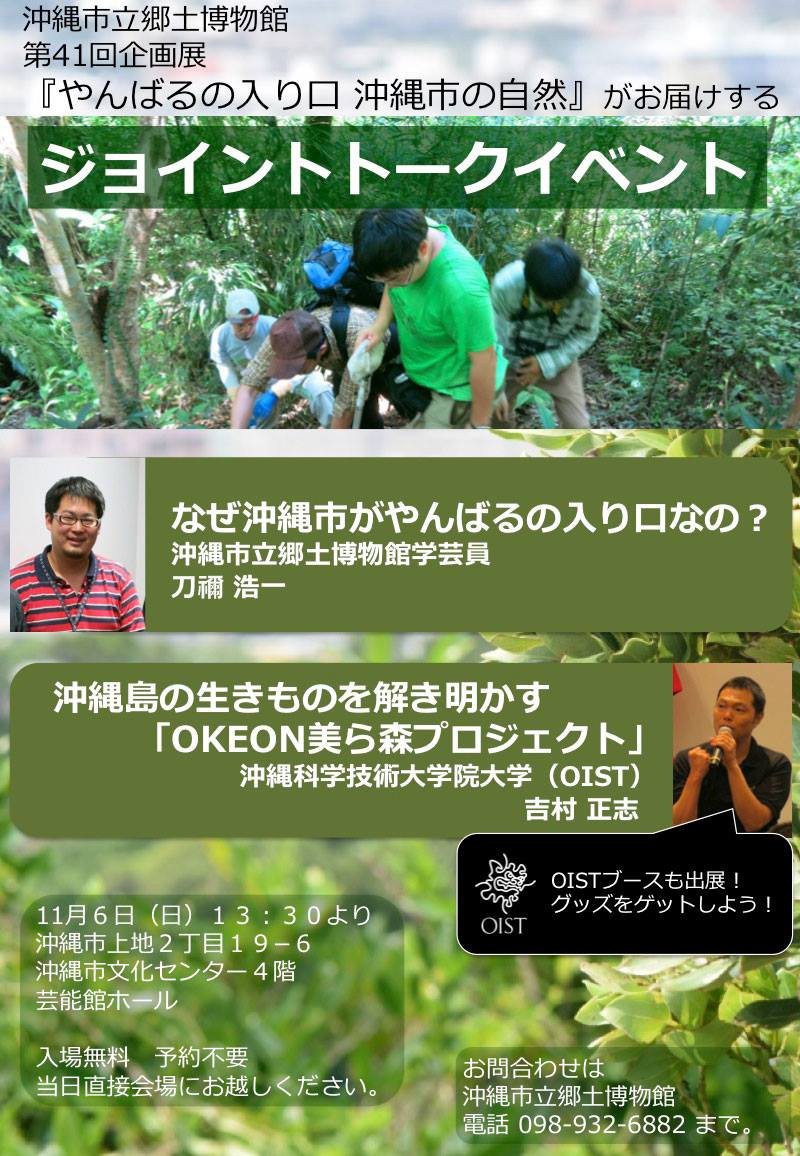 沖縄市立郷土博物館
第41回企画展
『やんばるの入り口 沖縄市の自然』がお届けする
ジョイントトークイベント
なぜ沖縄市がやんばるの入り口なの？
沖縄市立郷土博物館学芸員
刀禰 浩一
沖縄島の生きものを解き明かす
「OKEON美ら森プロジェクト」
沖縄科学技術大学院大学（OIST）
吉村 正志
OISTブースも出展！
グッズをゲットしよう！
OIST
11月６日（日）１３：３０より
沖縄市上地２丁目１９−６
沖縄市文化センター４階
芸能館ホール
入場無料　予約不要
当日直接会場にお越しください。
お問合わせは
沖縄市立郷土博物館
電話 098-932-6882 まで。